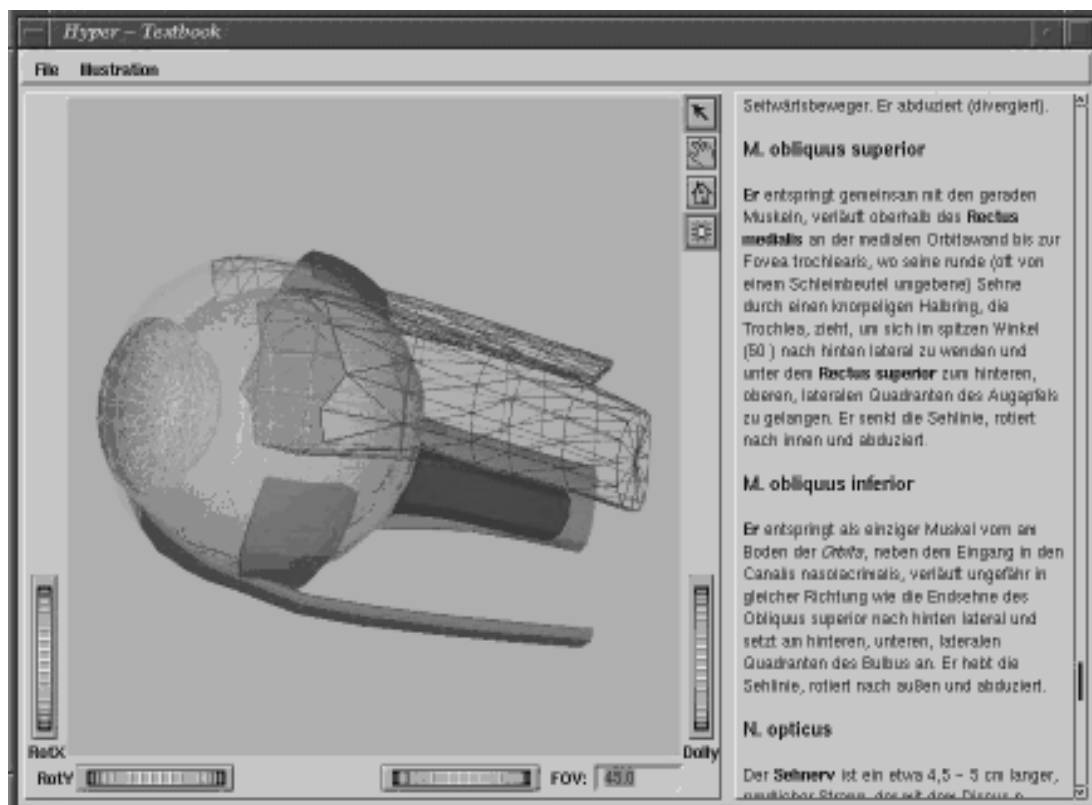 Hyper – Textbook
File Illustration
Seitwärtsbeweger. Er abduziert (divergiert).
M. obliquus superior
Er entspringt gemeinsam mit den geraden
Muskeln, verläuft oberhalb des Rectus
medialis an der medialen Orbitawand bis zur
Fovea trochlearis, wo seine runde (oft von
einem Schleimbeutel umgebene) Sehne
durch einen knorpeligen Halbring, die
Trochlea, zieht, um sich im spitzen Winkel
(50 ) nach hinten lateral zu wenden und
unter dem Rectus superior zum hinteren,
oberen, lateralen Quadranten des Augapfels
zu gelangen. Er senkt die Sehlinie, rotiert
nach innen und abduziert.
M. obliquus inferior
Er entspringt als einziger Muskel vorn am
Boden der Orbita, neben dem Eingang in den
Canalis nasolacrimalis, verläuft ungefähr in
gleicher Richtung wie die Endsehne des
Obliquus superior nach hinten lateral und
setzt am hinteren, unteren, lateralen
Quadranten des Bulbus an. Er hebt die
Sehlinie, rotiert nach außen und abduziert.
N. opticus
Der Sehnerv ist ein etwa 4,5 – 5 cm langer,
RotX
Dolly
RotY
FOV: 45.0